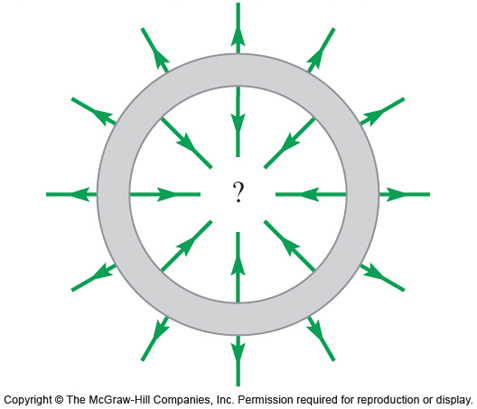 ?
Copyright © The McGraw-Hill Companies, Inc. Permission required for reproduction or display.